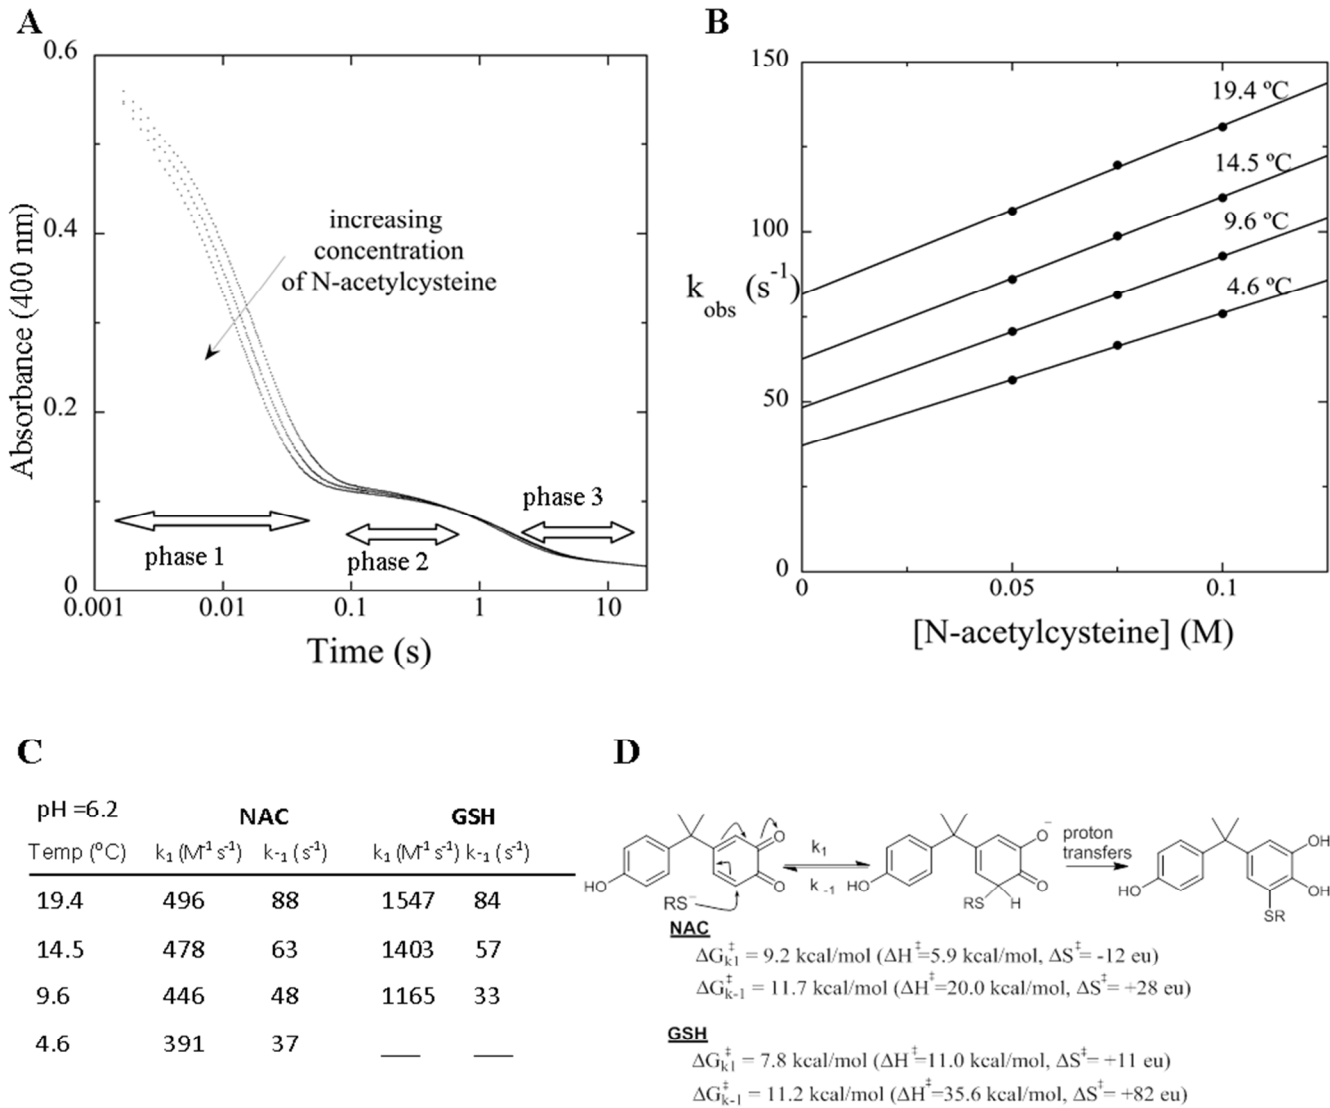 A
0.6
0.4
0.2
0
Absorbance (400 nm)
increasing
concentration
of N-acetylcysteine
phase 1
phase 2
phase 3
0.001 0.01 0.1 1 10
Time (s)
B
150
100
50
0
k obs (s⁻¹)
19.4 ºC
14.5 ºC
9.6 ºC
4.6 ºC
0 0.05 0.1
[N-acetylcysteine] (M)
C
pH =6.2 NAC GSH
Temp (ºC) k₁ (M⁻¹ s⁻¹) k₋₁ (s⁻¹) k₁ (M⁻¹ s⁻¹) k₋₁ (s⁻¹)
19.4 496 88 1547 84
14.5 478 63 1403 57
9.6 446 48 1165 33
4.6 391 37 ___ ___
D
HO O O RS⁻
k₁
k₋₁
HO O⁻ O RS H
proton
transfers
HO OH OH SR
NAC
ΔG‡k1 = 9.2 kcal/mol (ΔH‡=5.9 kcal/mol, ΔS‡= -12 eu)
ΔG‡k-1 = 11.7 kcal/mol (ΔH‡=20.0 kcal/mol, ΔS‡= +28 eu)
GSH
ΔG‡k1 = 7.8 kcal/mol (ΔH‡=11.0 kcal/mol, ΔS‡= +11 eu)
ΔG‡k-1 = 11.2 kcal/mol (ΔH‡=35.6 kcal/mol, ΔS‡= +82 eu)